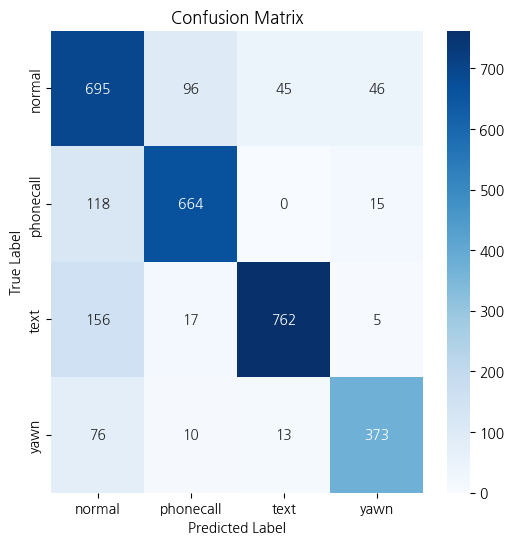 Confusion Matrix
True Label
normal 695 96 45 46
phonecall 118 664 0 15
text 156 17 762 5
yawn 76 10 13 373
normal phonecall text yawn
Predicted Label
700
600
500
400
300
200
100
0